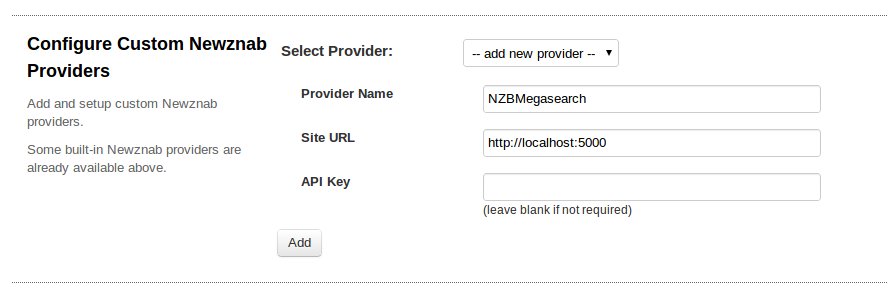 Configure Custom Newznab
Providers
Add and setup custom Newznab
providers.
Some built-in Newznab providers are
already available above.
Select Provider:
-- add new provider --
Provider Name
NZBMegasearch
Site URL
http://localhost:5000
API Key
(leave blank if not required)
Add